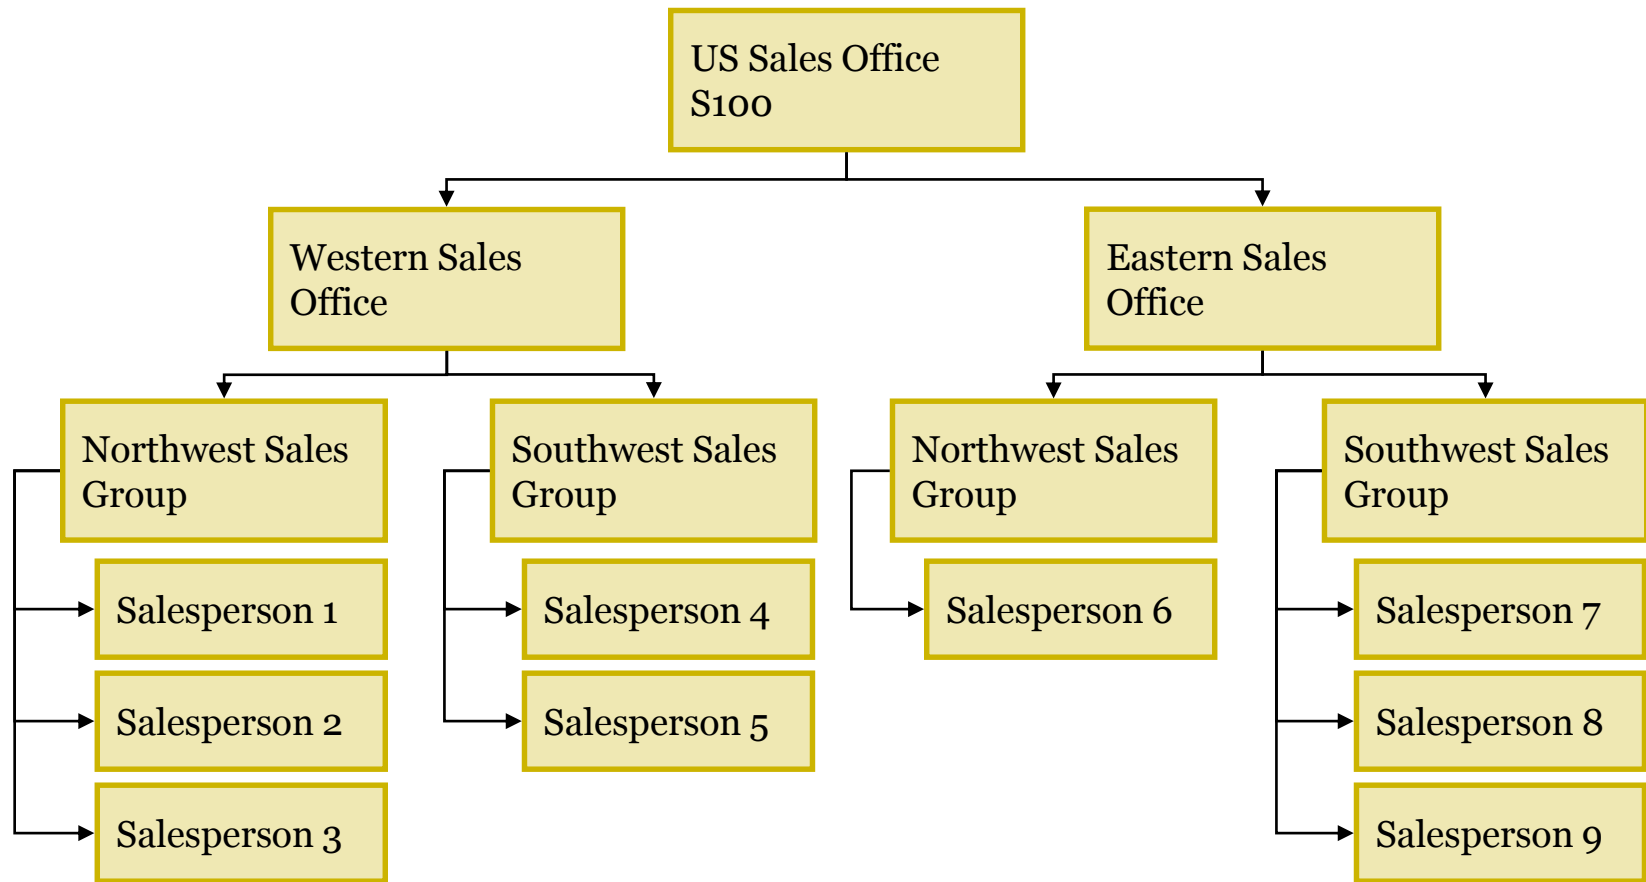 US Sales Office
S100
Western Sales
Office
Eastern Sales
Office
Northwest Sales
Group
Southwest Sales
Group
Northwest Sales
Group
Southwest Sales
Group
Salesperson 1
Salesperson 4
Salesperson 6
Salesperson 7
Salesperson 2
Salesperson 5
Salesperson 8
Salesperson 3
Salesperson 9